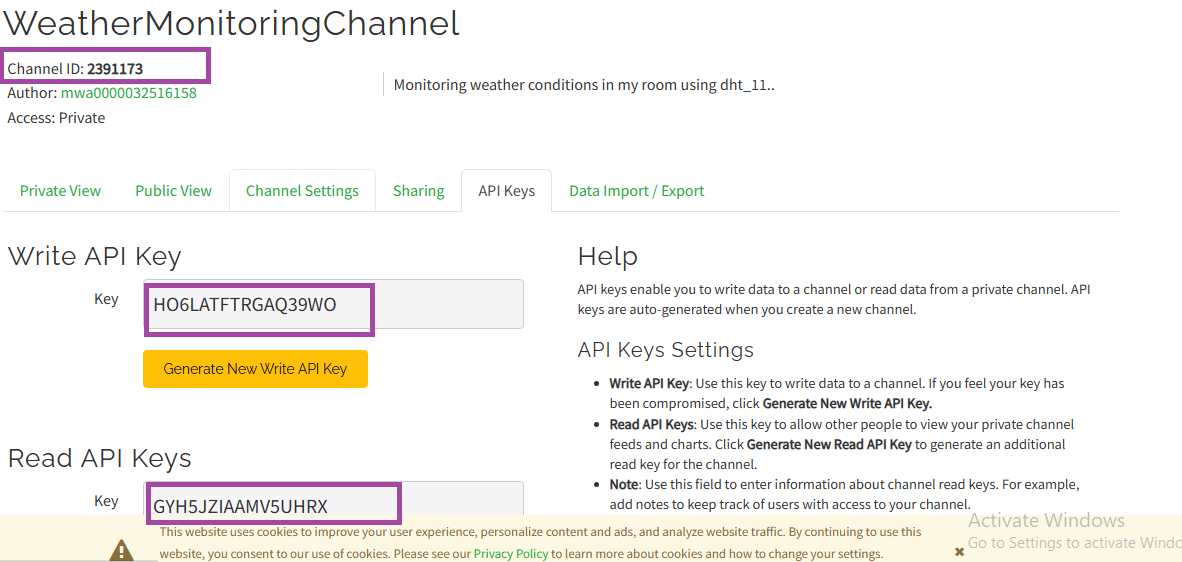 WeatherMonitoringChannel
Channel ID: 2391173
Author: mwa0000032516158
Access: Private
Monitoring weather conditions in my room using dht_11..
Private View
Public View
Channel Settings
Sharing
API Keys
Data Import / Export
Write API Key
Key
HO6LATFTRGAQ39WO
Generate New Write API Key
Read API Keys
Key
GYH5JZIAAMV5UHRX
Help
API keys enable you to write data to a channel or read data from a private channel. API
keys are auto-generated when you create a new channel.
API Keys Settings
• Write API Key: Use this key to write data to a channel. If you feel your key has
been compromised, click Generate New Write API Key.
• Read API Keys: Use this key to allow other people to view your private channel
feeds and charts. Click Generate New Read API Key to generate an additional
read key for the channel.
• Note: Use this field to enter information about channel read keys. For example,
add notes to keep track of users with access to your channel.
This website uses cookies to improve your user experience, personalize content and ads, and analyze website traffic. By continuing to use this
website, you consent to our use of cookies. Please see our Privacy Policy to learn more about cookies and how to change your settings.
Activate Windows
Go to Settings to activate Windo